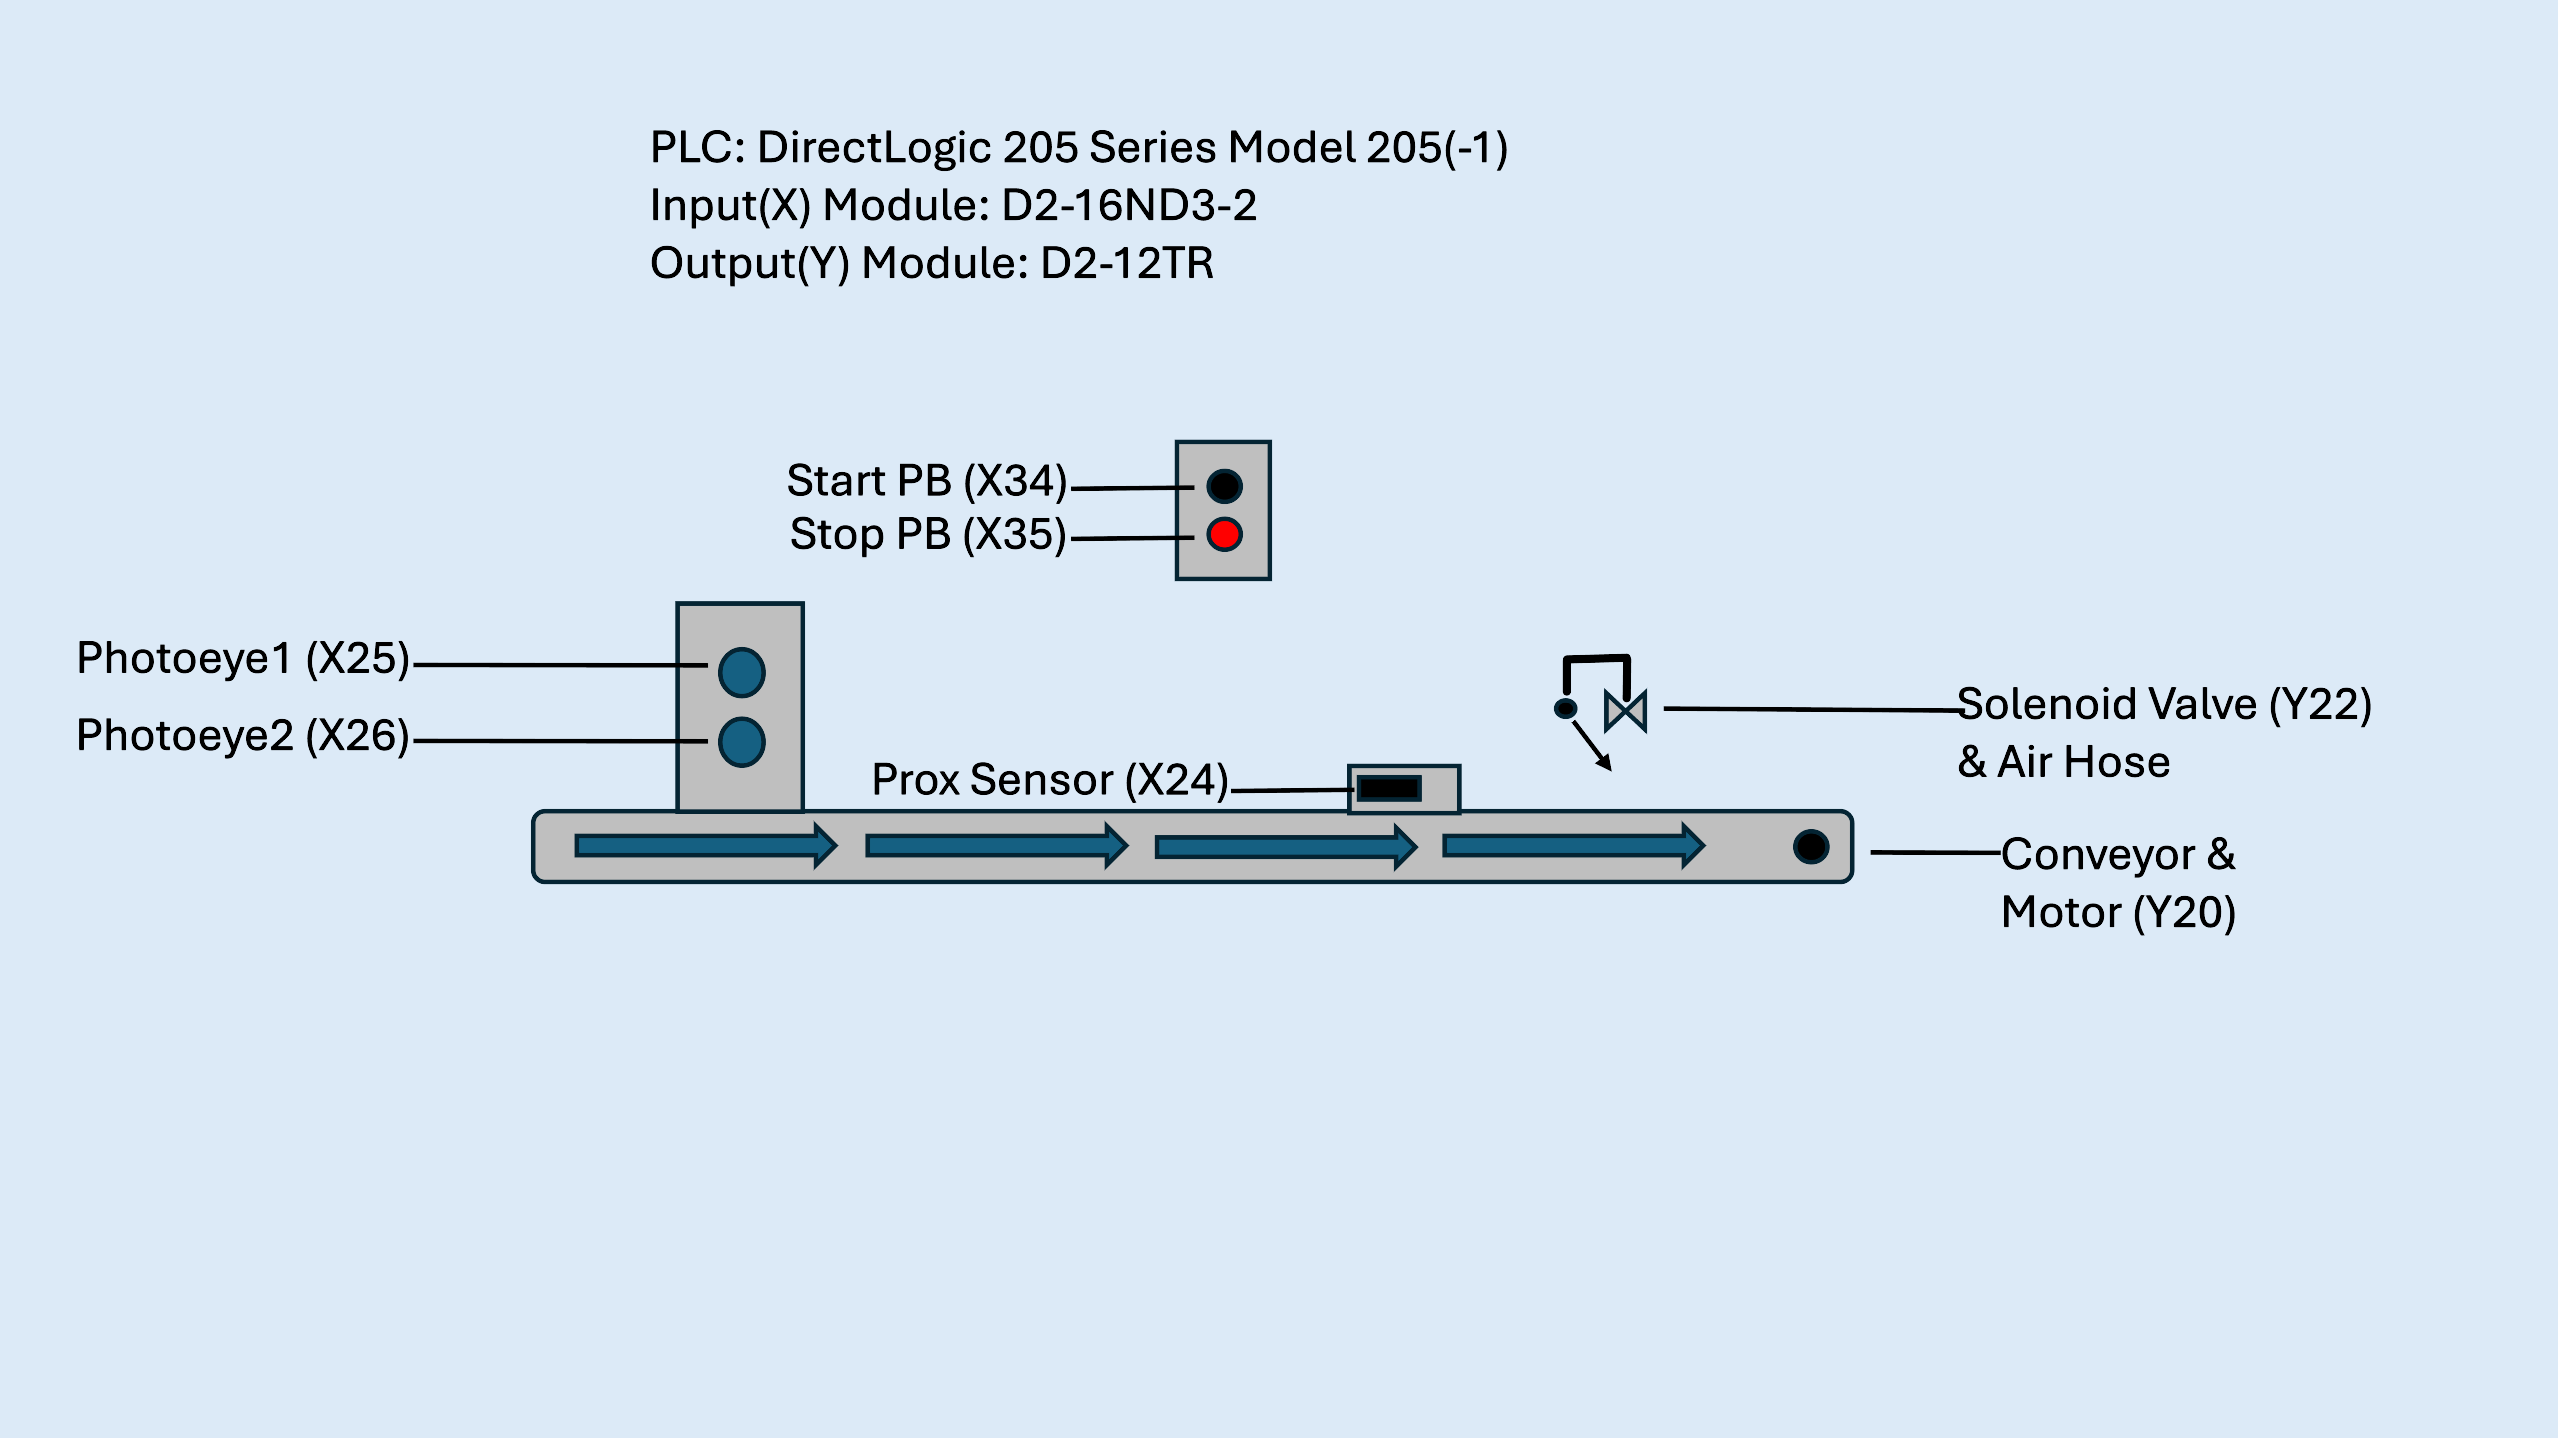 PLC: DirectLogic 205 Series Model 205(-1)
Input(X) Module: D2-16ND3-2
Output(Y) Module: D2-12TR
Start PB (X34)
Stop PB (X35)
Photoeye1 (X25)
Photoeye2 (X26)
Prox Sensor (X24)
Solenoid Valve (Y22)
& Air Hose
Conveyor &
Motor (Y20)